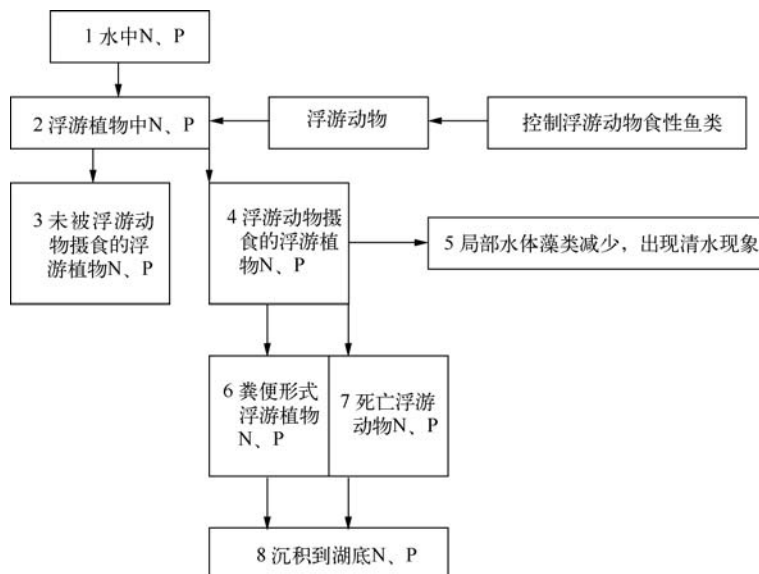 1 水中N、P
2 浮游植物中N、P
浮游动物
控制浮游动物食性鱼类
3 未被浮游动
物摄食的浮
游植物N、P
4 浮游动物摄
食的浮游植
物N、P
5 局部水体藻类减少，出现清水现象
6 粪便形式
浮游植物
N、P
7 死亡浮游
动物N、P
8 沉积到湖底N、P